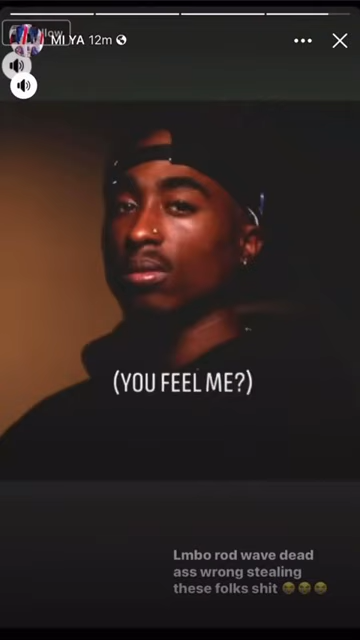 MI YA 12m
(YOU FEEL ME?)
Lmbo rod wave dead
ass wrong stealing
these folks shit 😂😂😂